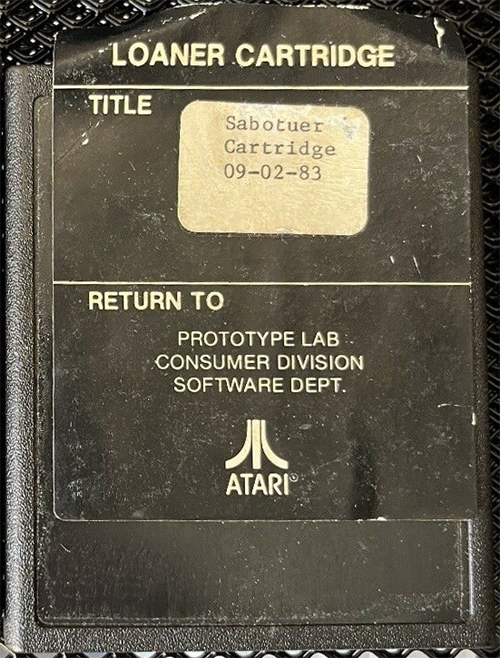 LOANER CARTRIDGE
TITLE
Sabotuer
Cartridge
09-02-83
RETURN TO
PROTOTYPE LAB
CONSUMER DIVISION
SOFTWARE DEPT.
ATARI®